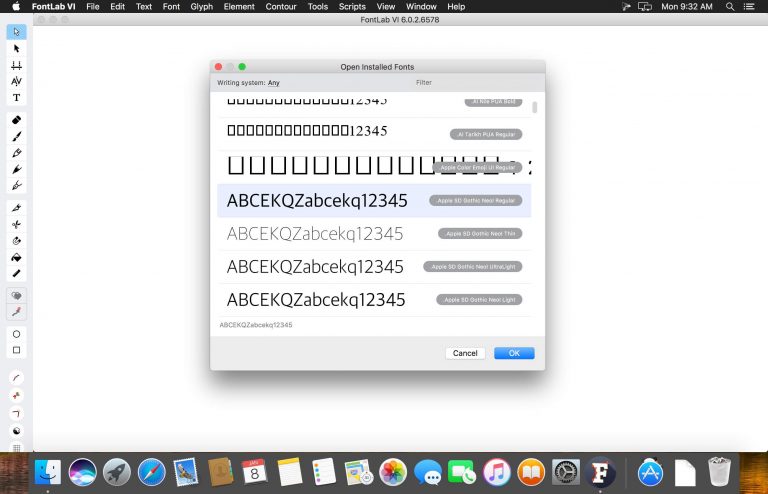 FontLab VI File Edit Text Font Glyph Element Contour Tools Scripts View Window Help Mon 9:32 AM
FontLab VI 6.0.2.6578
Open Installed Fonts
Writing system: Any Filter
12345 .Al Nile PUA Bold
12345 .Al Tarikh PUA Regular
.Apple Color Emoji UI Regular
ABCEKQZabcekq12345 .Apple SD Gothic NeoI Regular
ABCEKQZabcekq12345 .Apple SD Gothic NeoI Thin
ABCEKQZabcekq12345 .Apple SD Gothic NeoI UltraLight
ABCEKQZabcekq12345 .Apple SD Gothic NeoI Light
ABCEKQZabcekq12345
Cancel OK
T
JAN
8
F